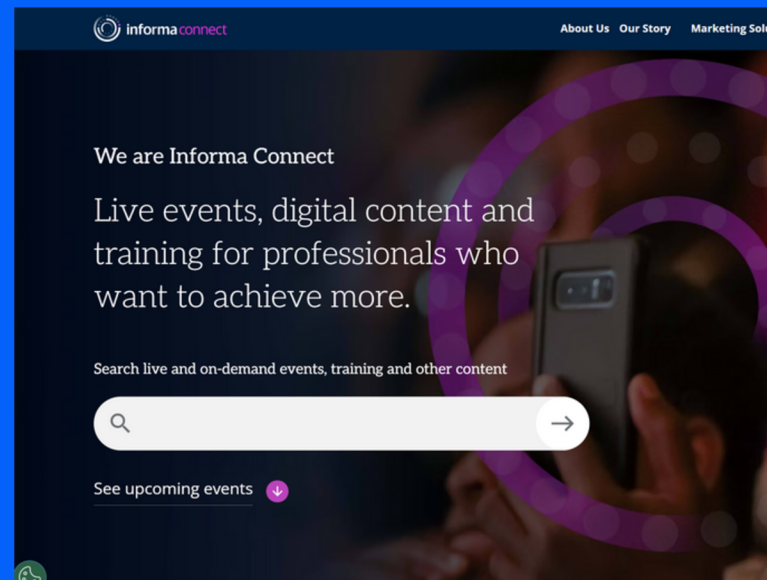 informa connect
About Us Our Story Marketing
We are Informa Connect
Live events, digital content and
training for professionals who
want to achieve more.
Search live and on-demand events, training and other content
See upcoming events